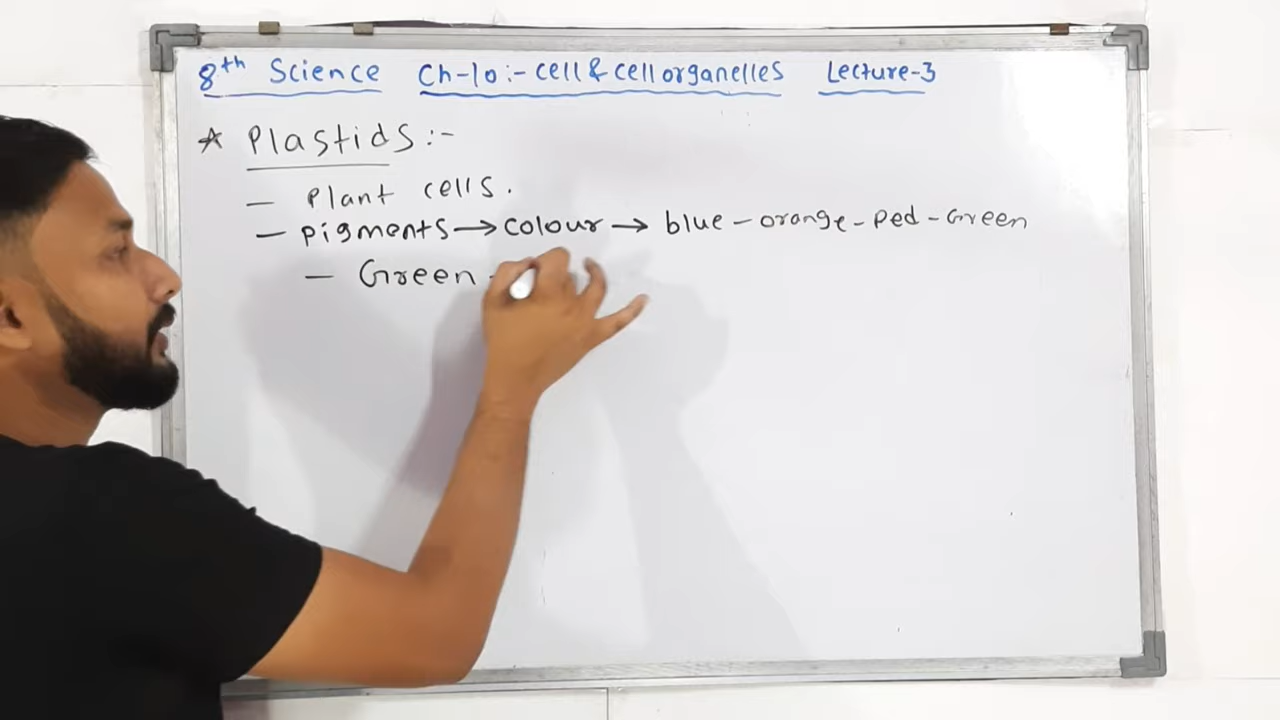 8th Science Ch-10:- cell & cell organelles Lecture-3
* Plastids:-
- Plant cells.
- Pigments → colour → blue - orange - Red - Green
- Green -